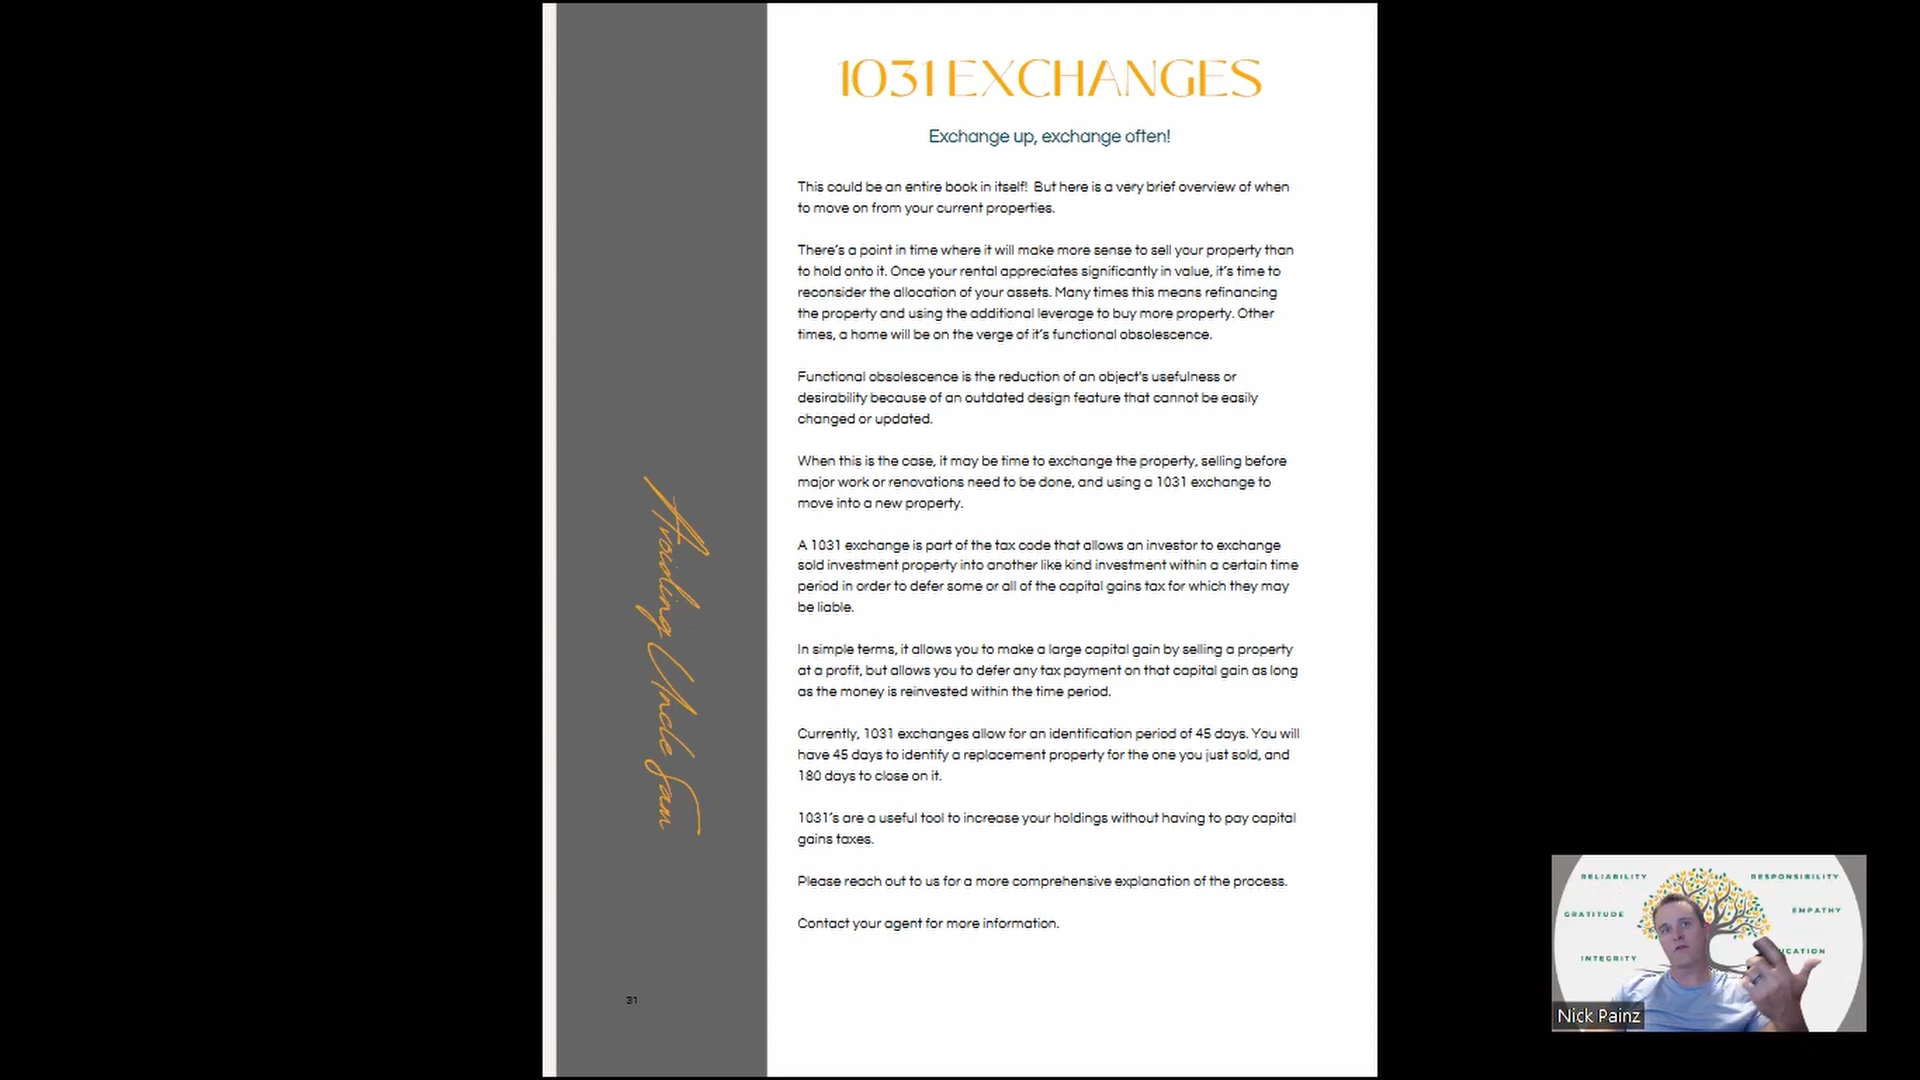 1031 EXCHANGES
Exchange up, exchange often!
This could be an entire book in itself! But here is a very brief overview of when
to move on from your current properties.
There's a point in time where it will make more sense to sell your property than
to hold onto it. Once your rental appreciates significantly in value, it's time to
reconsider the allocation of your assets. Many times this means refinancing
the property and using the additional leverage to buy more property. Other
times, a home will be on the verge of it's functional obsolescence.
Functional obsolescence is the reduction of an object's usefulness or
desirability because of an outdated design feature that cannot be easily
changed or updated.
When this is the case, it may be time to exchange the property, selling before
major work or renovations need to be done, and using a 1031 exchange to
move into a new property.
A 1031 exchange is part of the tax code that allows an investor to exchange
sold investment property into another like kind investment within a certain time
period in order to defer some or all of the capital gains tax for which they may
be liable.
In simple terms, it allows you to make a large capital gain by selling a property
at a profit, but allows you to defer any tax payment on that capital gain as long
as the money is reinvested within the time period.
Currently, 1031 exchanges allow for an identification period of 45 days. You will
have 45 days to identify a replacement property for the one you just sold, and
180 days to close on it.
1031's are a useful tool to increase your holdings without having to pay capital
gains taxes.
Please reach out to us for a more comprehensive explanation of the process.
Contact your agent for more information.
Avoiding Uncle Sam
31
RELIABILITY
RESPONSIBILITY
GRATITUDE
EMPATHY
UCATION
INTEGRITY
Nick Painz